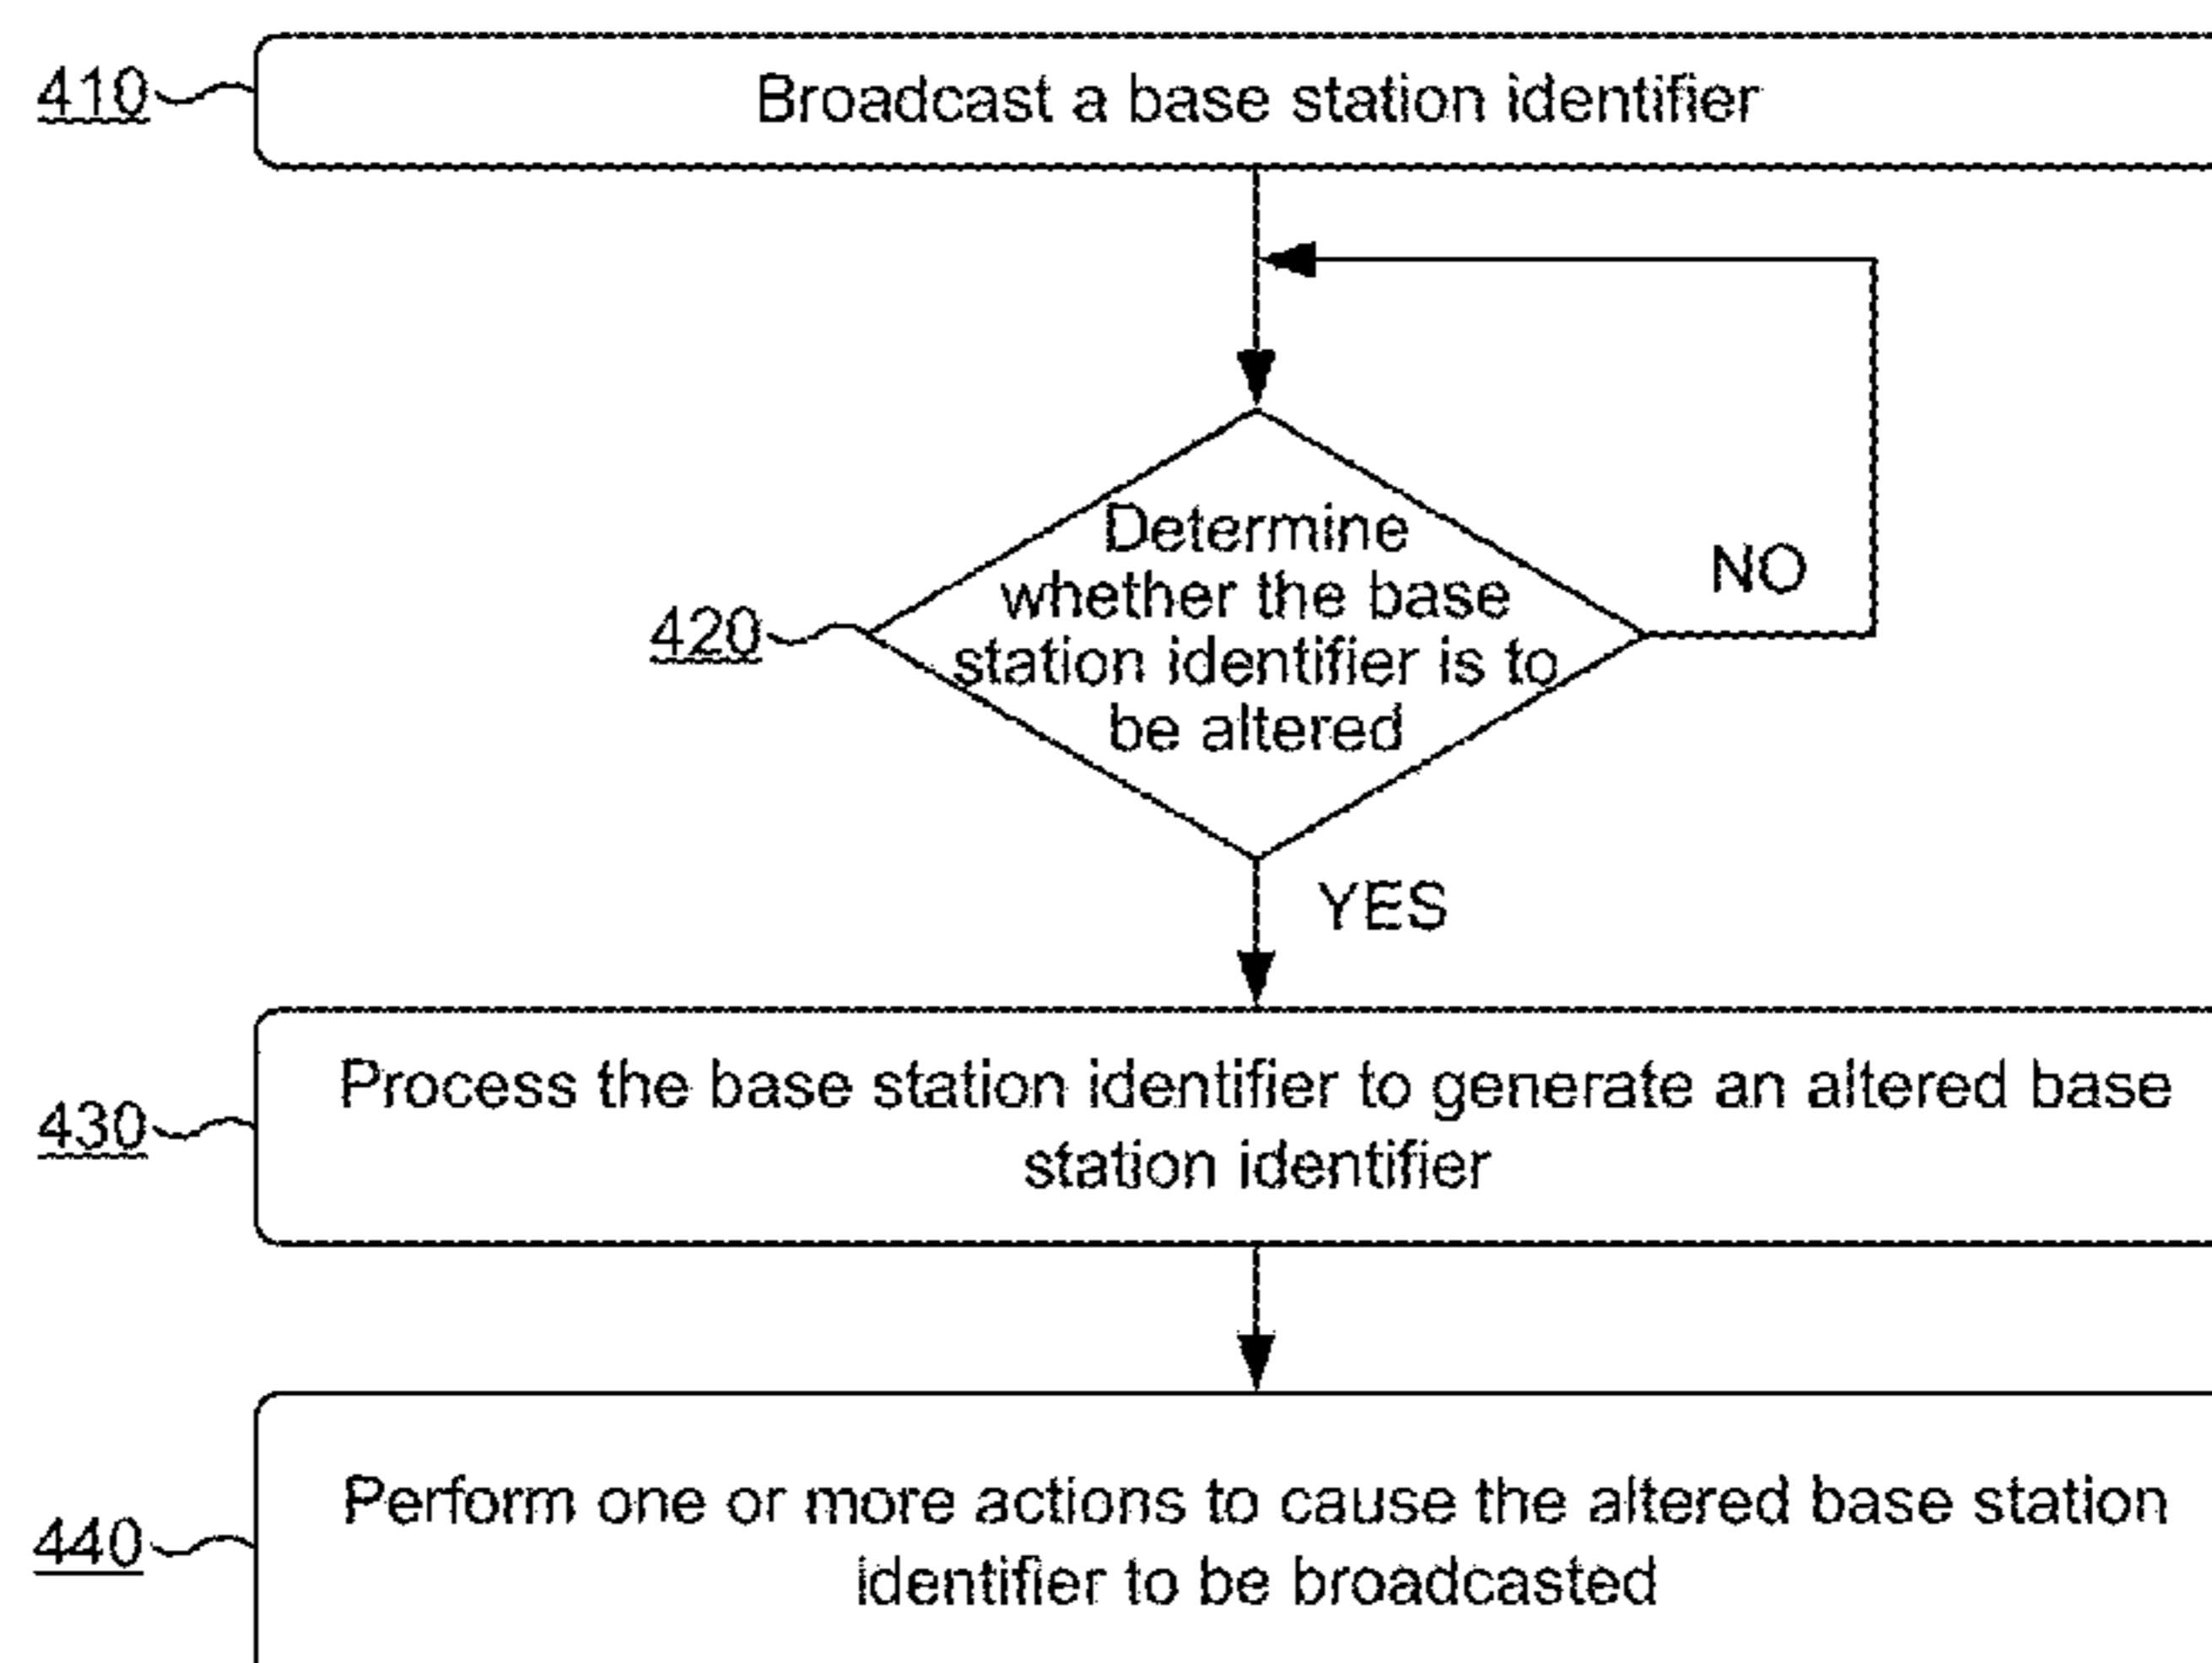 410
Broadcast a base station identifier
Determine
whether the base
station identifier is to
be altered
420
NO
YES
430
Process the base station identifier to generate an altered base
station identifier
440
Perform one or more actions to cause the altered base station
identifier to be broadcasted